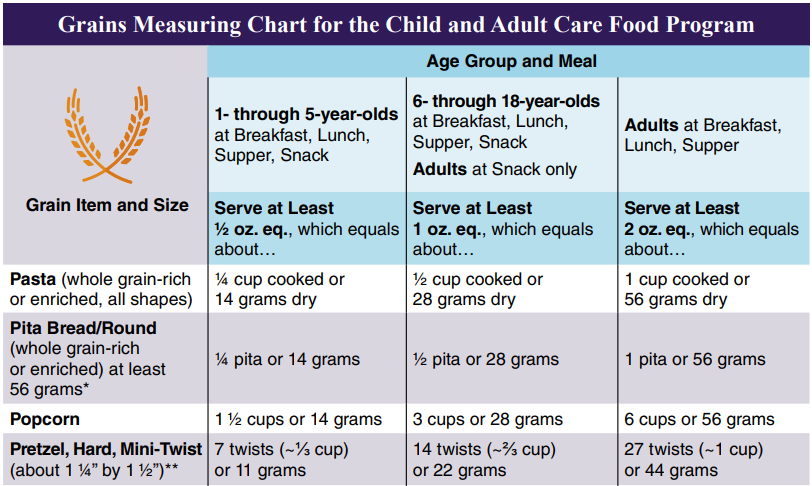 Grains Measuring Chart for the Child and Adult Care Food Program
Grain Item and Size
Age Group and Meal
1- through 5-year-olds
at Breakfast, Lunch,
Supper, Snack
6- through 18-year-olds
at Breakfast, Lunch,
Supper, Snack
Adults at Snack only
Adults at Breakfast,
Lunch, Supper
Serve at Least
½ oz. eq., which equals
about…
Serve at Least
1 oz. eq., which equals
about…
Serve at Least
2 oz. eq., which equals
about…
Pasta (whole grain-rich
or enriched, all shapes)
¼ cup cooked or
14 grams dry
½ cup cooked or
28 grams dry
1 cup cooked or
56 grams dry
Pita Bread/Round
(whole grain-rich
or enriched) at least
56 grams*
¼ pita or 14 grams
½ pita or 28 grams
1 pita or 56 grams
Popcorn
1 ½ cups or 14 grams
3 cups or 28 grams
6 cups or 56 grams
Pretzel, Hard, Mini-Twist
(about 1 ¼” by 1 ½”)**
7 twists (~⅓ cup)
or 11 grams
14 twists (~⅔ cup)
or 22 grams
27 twists (~1 cup)
or 44 grams